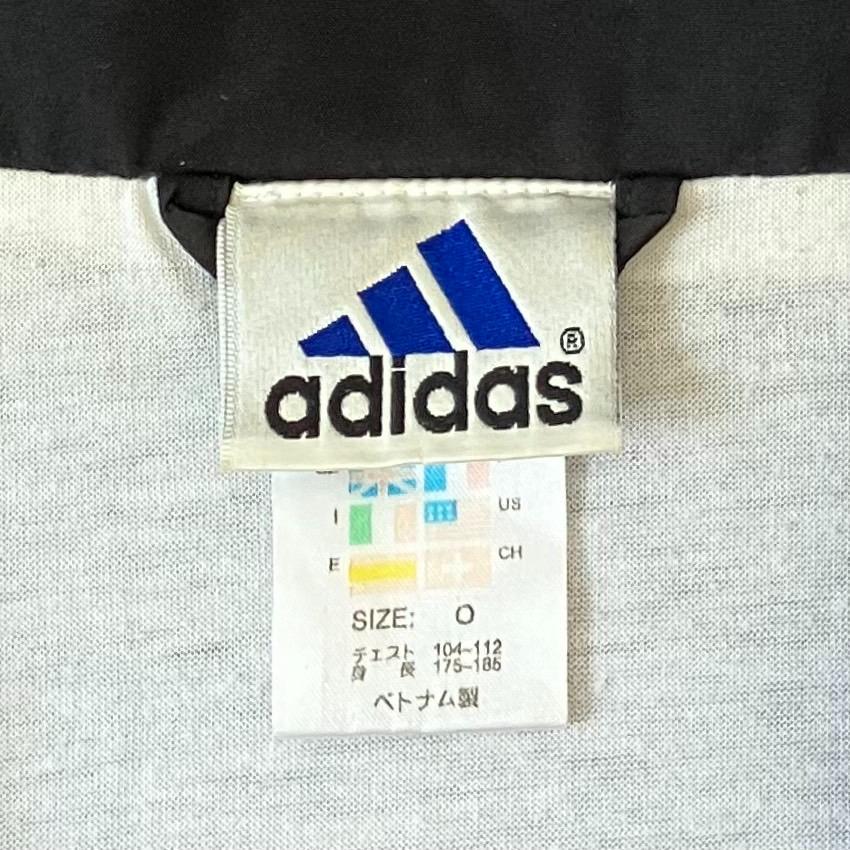 adidas®
I US
E CH
SIZE: O
チェスト 104-112
身 長 175-185
ベトナム製